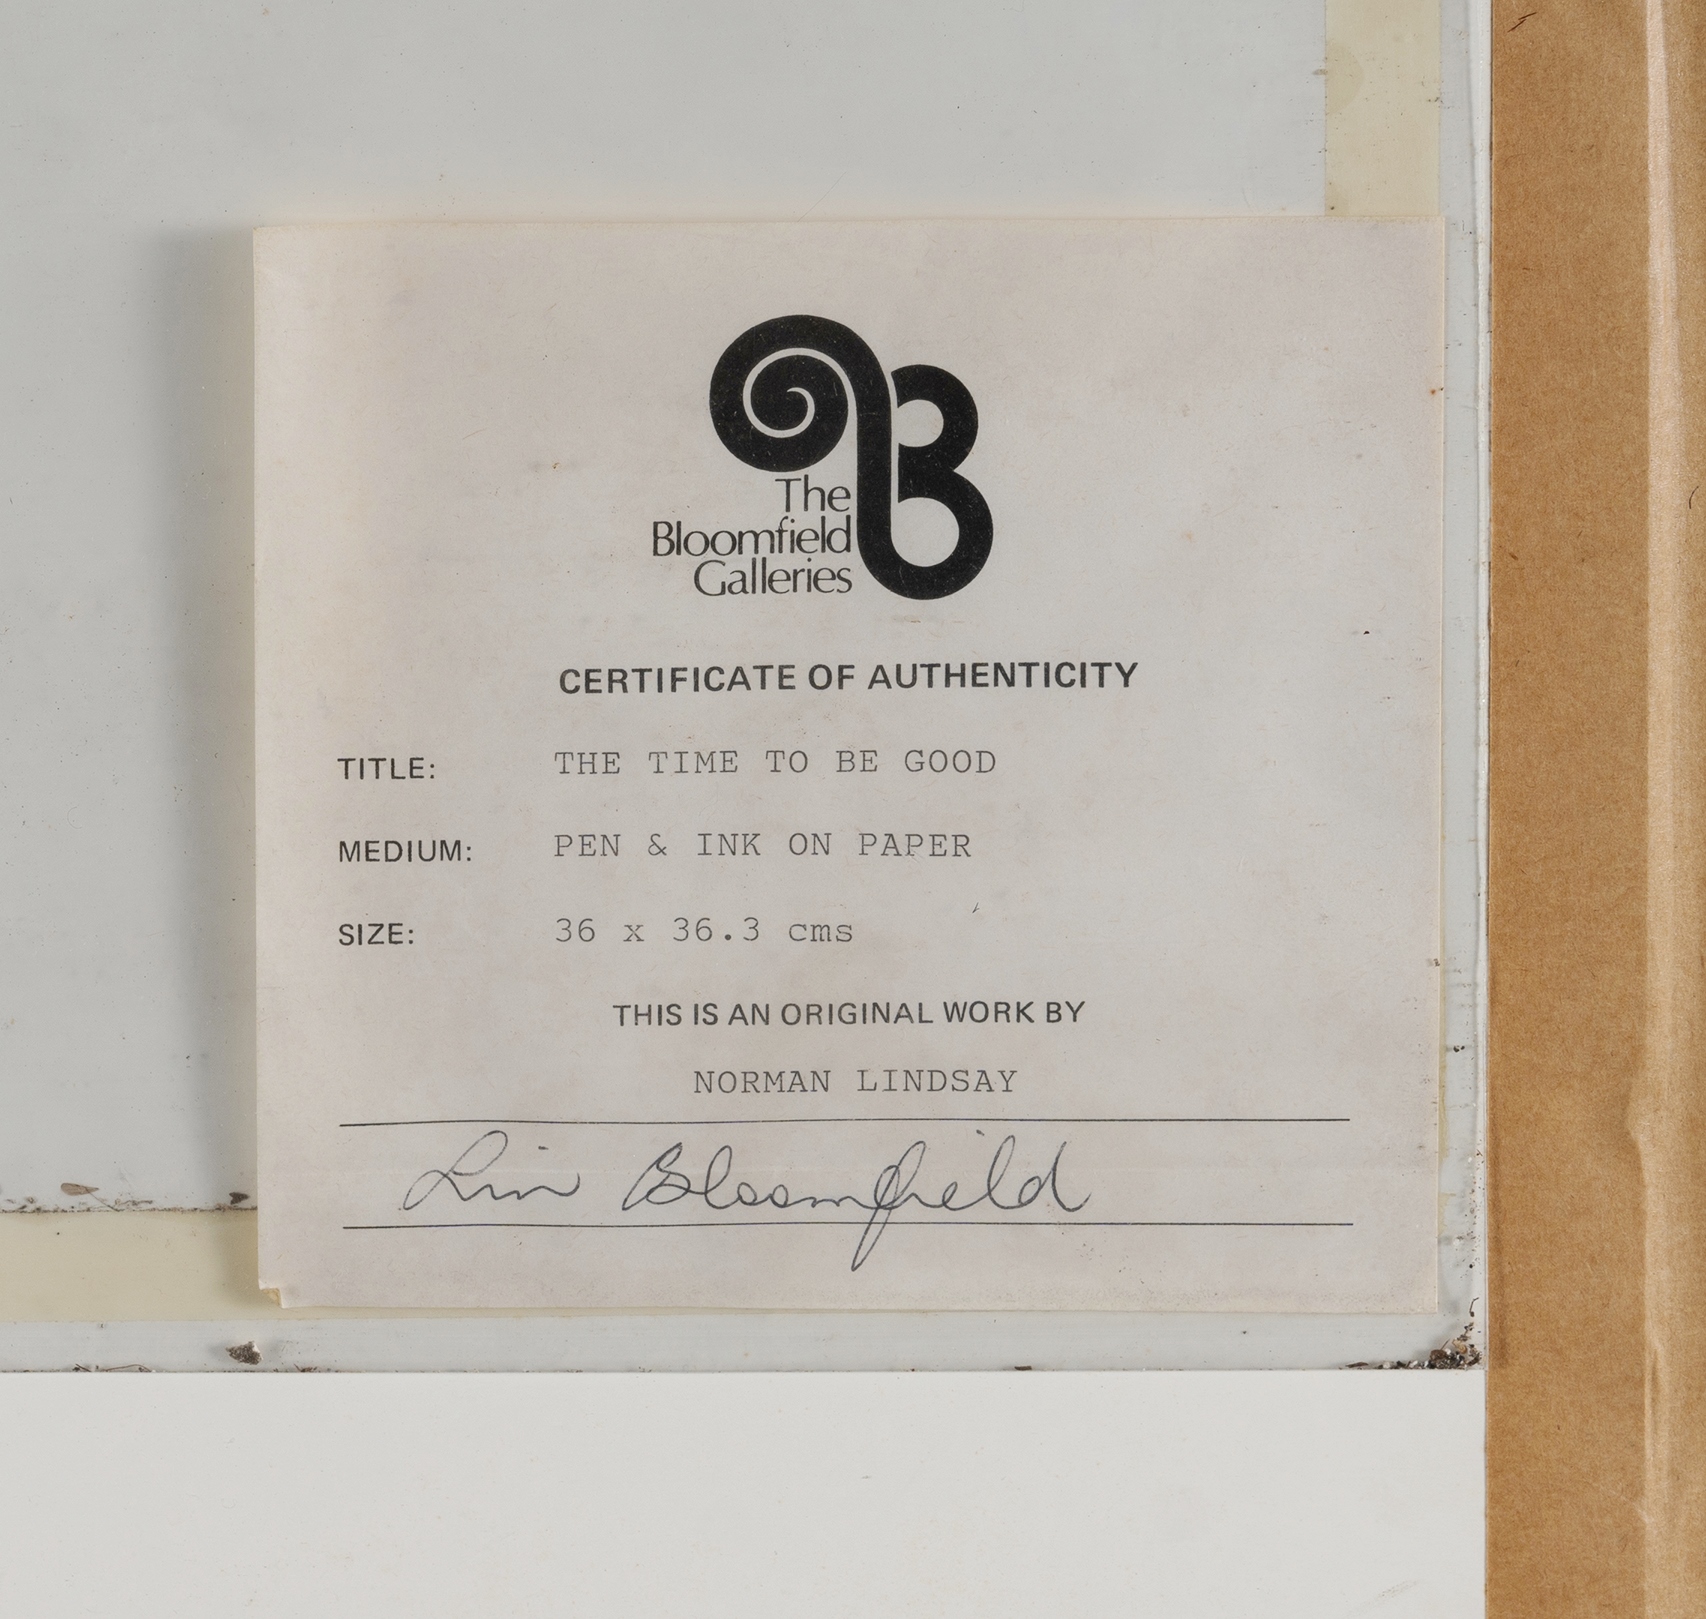 The
Bloomfield
Galleries
CERTIFICATE OF AUTHENTICITY
TITLE: THE TIME TO BE GOOD
MEDIUM: PEN & INK ON PAPER
SIZE: 36 x 36.3 cms
THIS IS AN ORIGINAL WORK BY
NORMAN LINDSAY
Lin Bloomfield